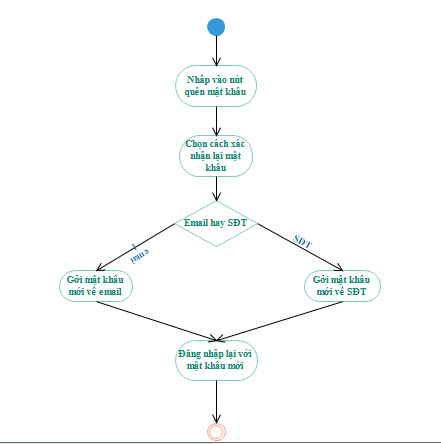 Nhấp vào nút
quên mật khẩu
Chọn cách xác
nhận lại mật
khẩu
Email hay SĐT
email
SĐT
Gởi mật khẩu
mới về email
Gởi mật khẩu
mới về SĐT
Đăng nhập lại với
mật khẩu mới